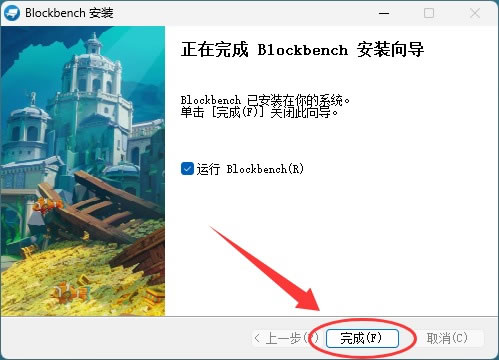 Blockbench 安装
正在完成 Blockbench 安装向导
Blockbench 已安装在你的系统。
单击 [完成(F)] 关闭此向导。
运行 Blockbench(R)
< 上一步(P) 完成(F) 取消(C)